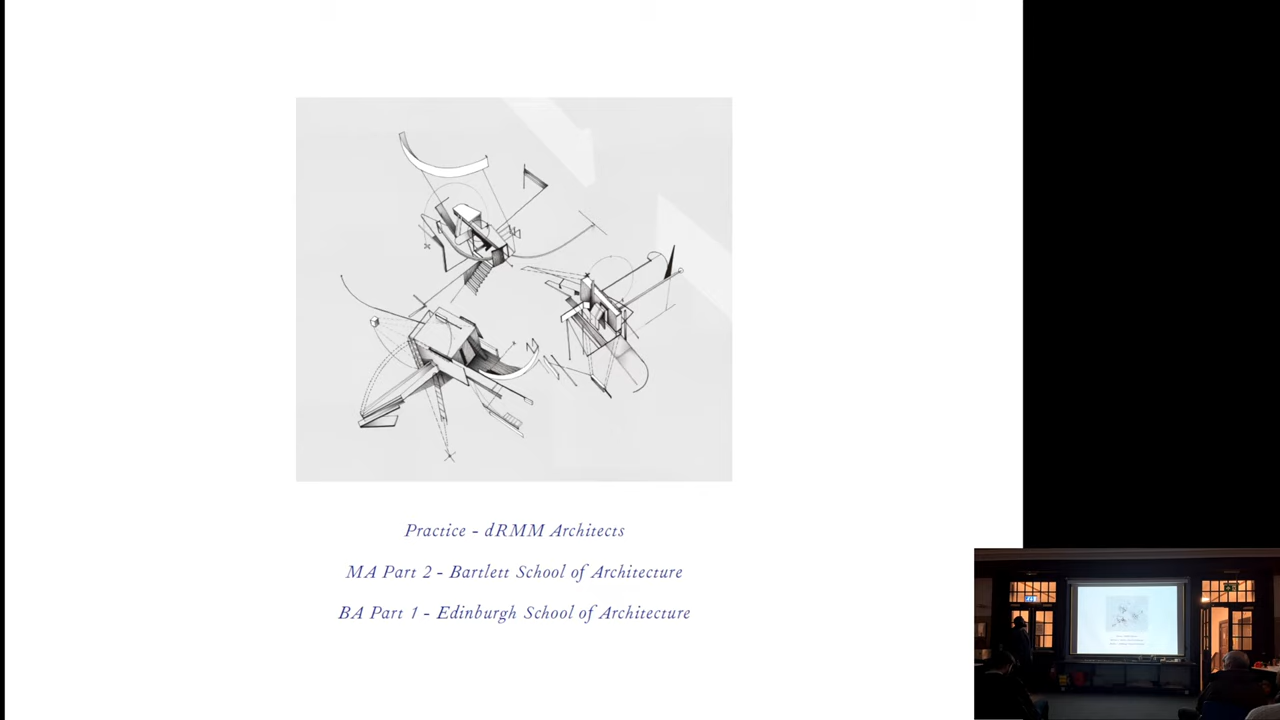 Practice - dRMM Architects
MA Part 2 - Bartlett School of Architecture
BA Part 1 - Edinburgh School of Architecture